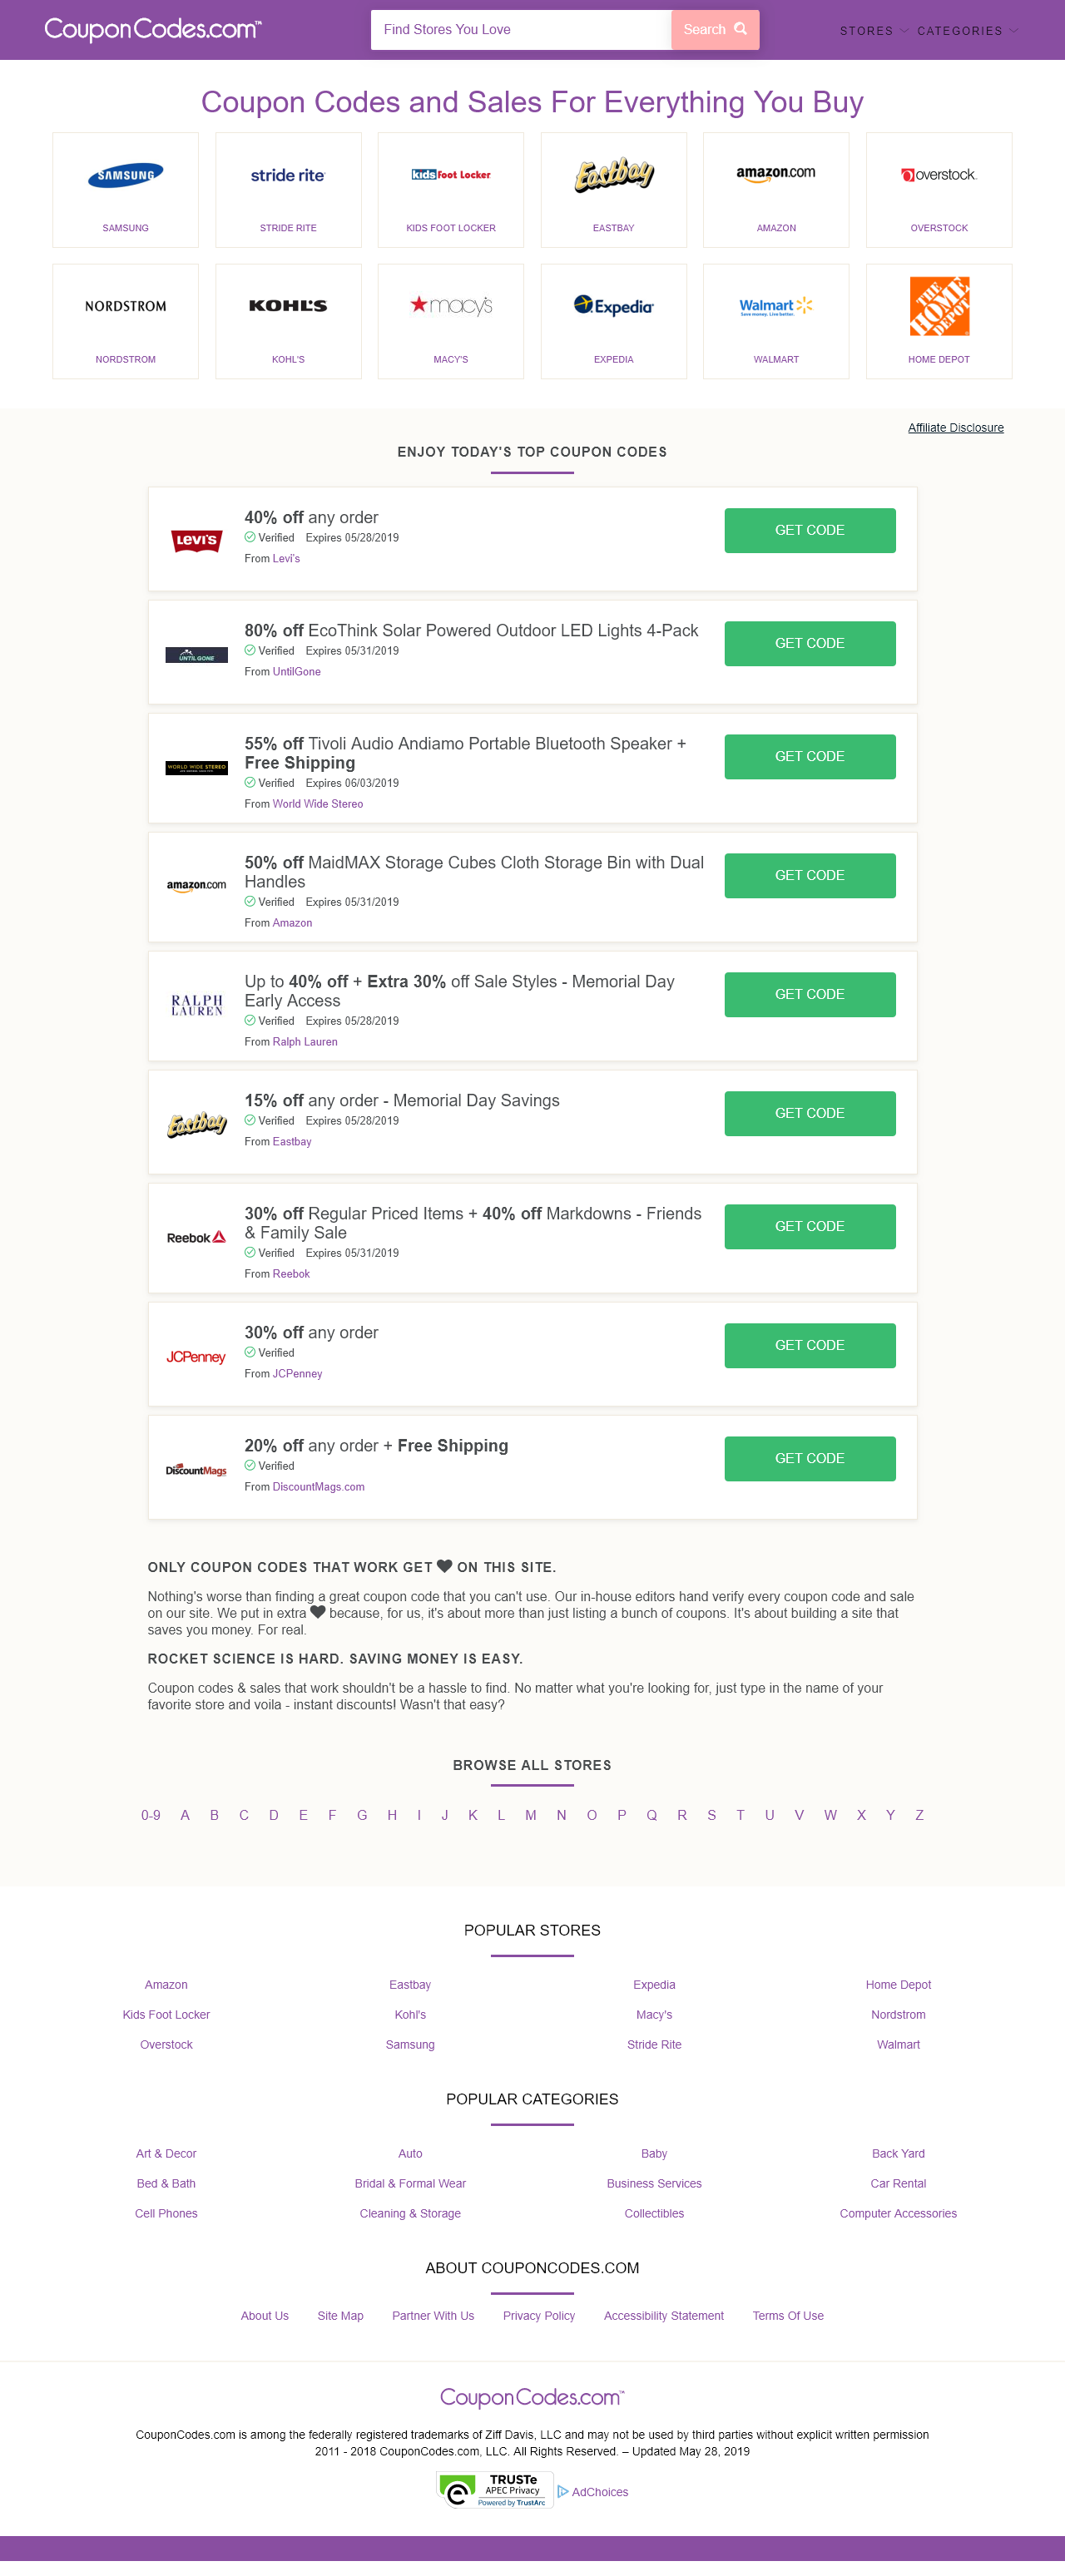 CouponCodes.com™
Find Stores You Love
Search
STORES
CATEGORIES
Coupon Codes and Sales For Everything You Buy
SAMSUNG
stride rite
kids Foot Locker
Eastbay
amazon.com
overstock.
SAMSUNG
STRIDE RITE
KIDS FOOT LOCKER
EASTBAY
AMAZON
OVERSTOCK
NORDSTROM
KOHL'S
macy's
Expedia
Walmart
Save money. Live better.
THE HOME DEPOT
NORDSTROM
KOHL'S
MACY'S
EXPEDIA
WALMART
HOME DEPOT
Affiliate Disclosure
ENJOY TODAY'S TOP COUPON CODES
LEVI'S
40% off any order
Verified Expires 05/28/2019
From Levi's
GET CODE
UNTIL GONE
80% off EcoThink Solar Powered Outdoor LED Lights 4-Pack
Verified Expires 05/31/2019
From UntilGone
GET CODE
WORLD WIDE STEREO
55% off Tivoli Audio Andiamo Portable Bluetooth Speaker +
Free Shipping
Verified Expires 06/03/2019
From World Wide Stereo
GET CODE
amazon.com
50% off MaidMAX Storage Cubes Cloth Storage Bin with Dual
Handles
Verified Expires 05/31/2019
From Amazon
GET CODE
RALPH
LAUREN
Up to 40% off + Extra 30% off Sale Styles - Memorial Day
Early Access
Verified Expires 05/28/2019
From Ralph Lauren
GET CODE
Eastbay
15% off any order - Memorial Day Savings
Verified Expires 05/28/2019
From Eastbay
GET CODE
Reebok
30% off Regular Priced Items + 40% off Markdowns - Friends
& Family Sale
Verified Expires 05/31/2019
From Reebok
GET CODE
JCPenney
30% off any order
Verified
From JCPenney
GET CODE
DiscountMags
20% off any order + Free Shipping
Verified
From DiscountMags.com
GET CODE
ONLY COUPON CODES THAT WORK GET ♥ ON THIS SITE.
Nothing's worse than finding a great coupon code that you can't use. Our in-house editors hand verify every coupon code and sale
on our site. We put in extra ♥ because, for us, it's about more than just listing a bunch of coupons. It's about building a site that
saves you money. For real.
ROCKET SCIENCE IS HARD. SAVING MONEY IS EASY.
Coupon codes & sales that work shouldn't be a hassle to find. No matter what you're looking for, just type in the name of your
favorite store and voila - instant discounts! Wasn't that easy?
BROWSE ALL STORES
0-9 A B C D E F G H I J K L M N O P Q R S T U V W X Y Z
POPULAR STORES
Amazon Eastbay Expedia Home Depot
Kids Foot Locker Kohl's Macy's Nordstrom
Overstock Samsung Stride Rite Walmart
POPULAR CATEGORIES
Art & Decor Auto Baby Back Yard
Bed & Bath Bridal & Formal Wear Business Services Car Rental
Cell Phones Cleaning & Storage Collectibles Computer Accessories
ABOUT COUPONCODES.COM
About Us Site Map Partner With Us Privacy Policy Accessibility Statement Terms Of Use
CouponCodes.com™
CouponCodes.com is among the federally registered trademarks of Ziff Davis, LLC and may not be used by third parties without explicit written permission
2011 - 2018 CouponCodes.com, LLC. All Rights Reserved. – Updated May 28, 2019
TRUSTe
APEC Privacy
Powered by TrustArc
AdChoices